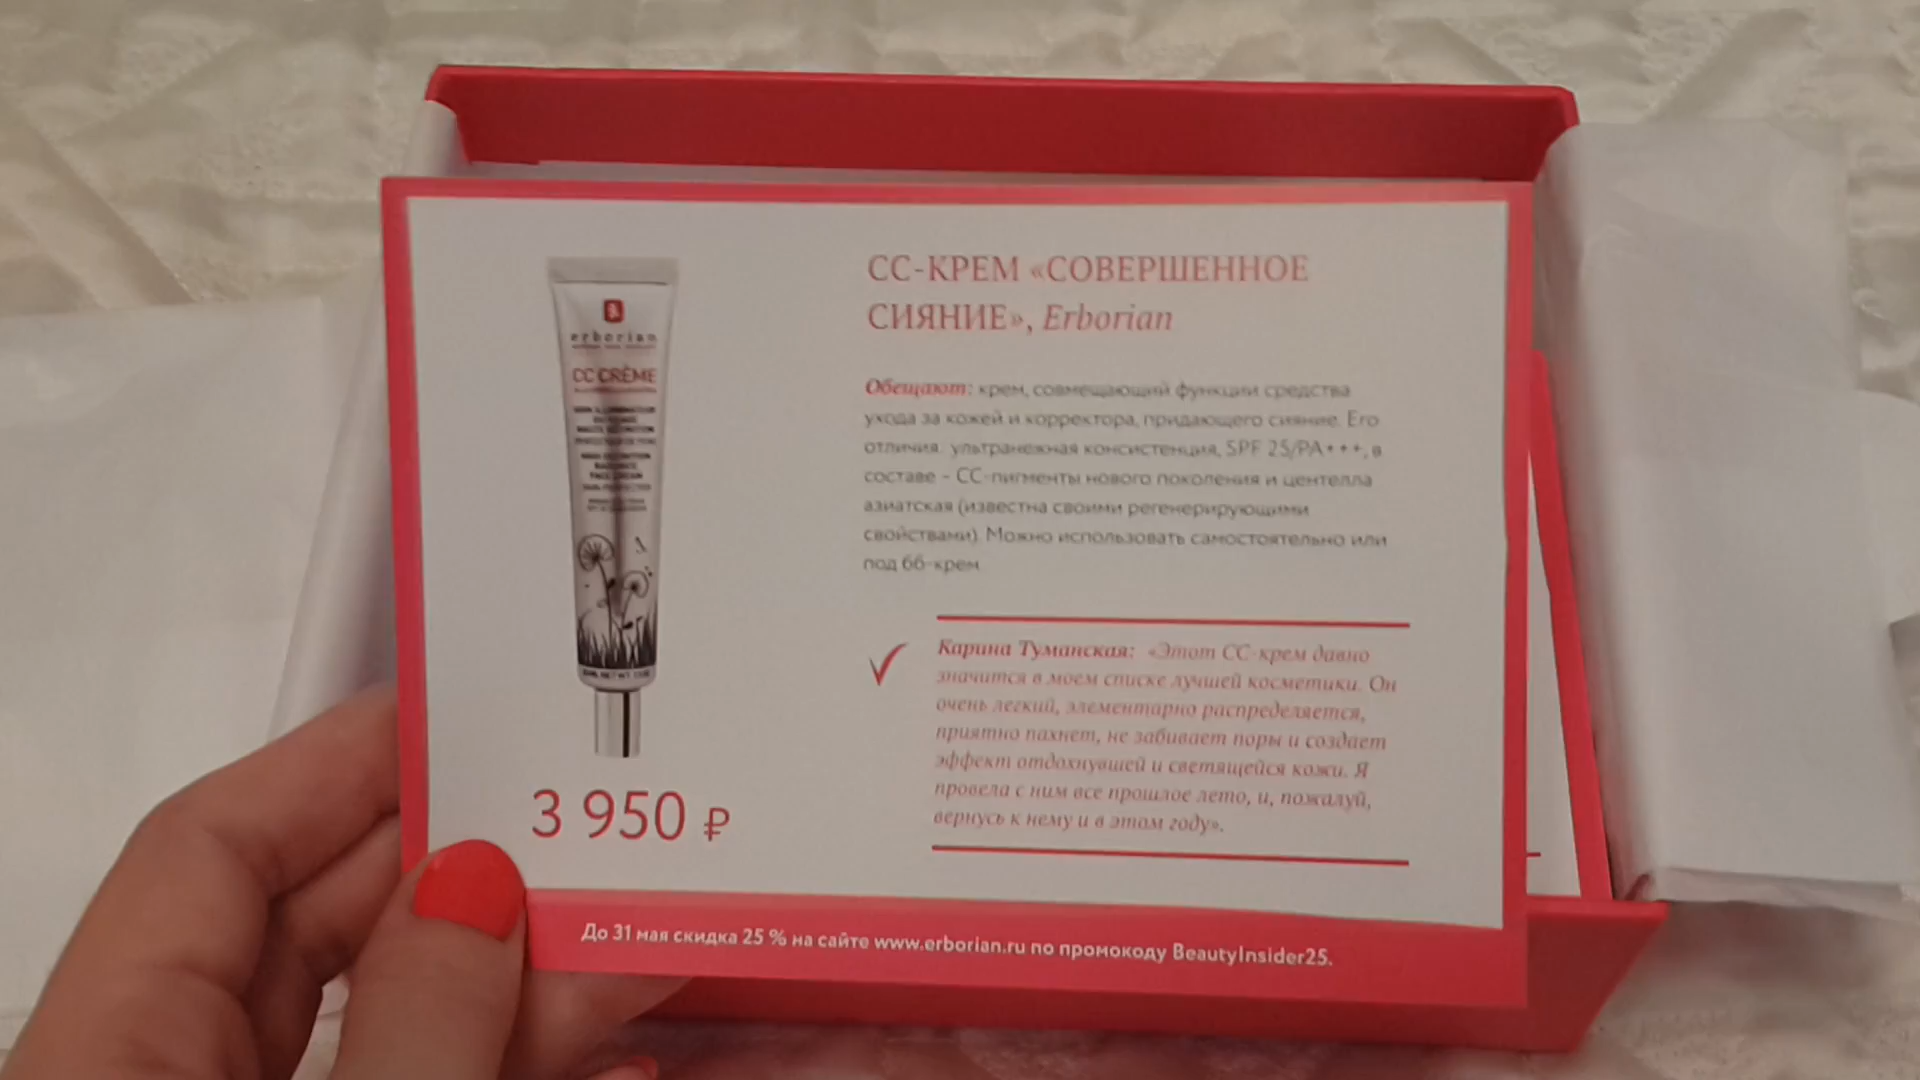 СС-КРЕМ «СОВЕРШЕННОЕ
СИЯНИЕ», Erborian
Обещают: крем, совмещающий функции средства
ухода за кожей и корректора, придающего сияние. Его
отличия: ультранежная консистенция, SPF 25/PA+++, в
составе – СС-пигменты нового поколения и центелла
азиатская (известна своими регенерирующими
свойствами). Можно использовать самостоятельно или
под бб-крем.
Карина Туманская: «Этот СС-крем давно
значится в моем списке лучшей косметики. Он
очень легкий, элементарно распределяется,
приятно пахнет, не забивает поры и создает
эффект отдохнувшей и светящейся кожи. Я
провела с ним все прошлое лето, и, пожалуй,
вернусь к нему и в этом году».
erborian
CC CRÈME
3 950 ₽
До 31 мая скидка 25 % на сайте www.erborian.ru по промокоду BeautyInsider25.